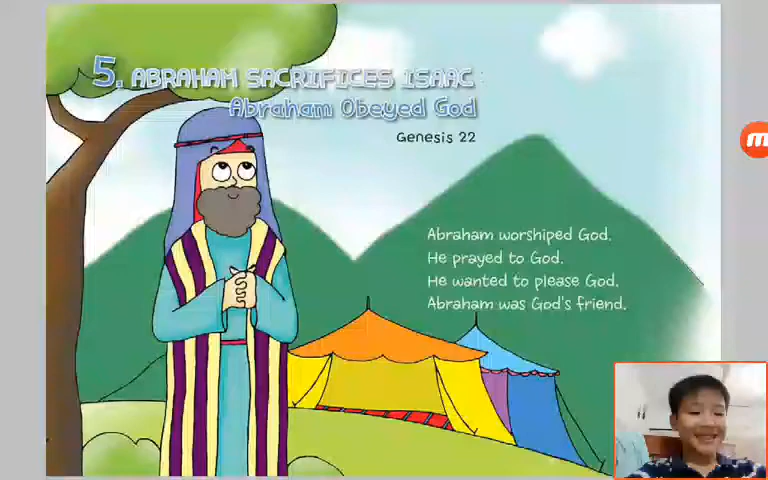 5. ABRAHAM SACRIFICES ISAAC:
Abraham Obeyed God
Genesis 22
Abraham worshiped God.
He prayed to God.
He wanted to please God.
Abraham was God's friend.
m